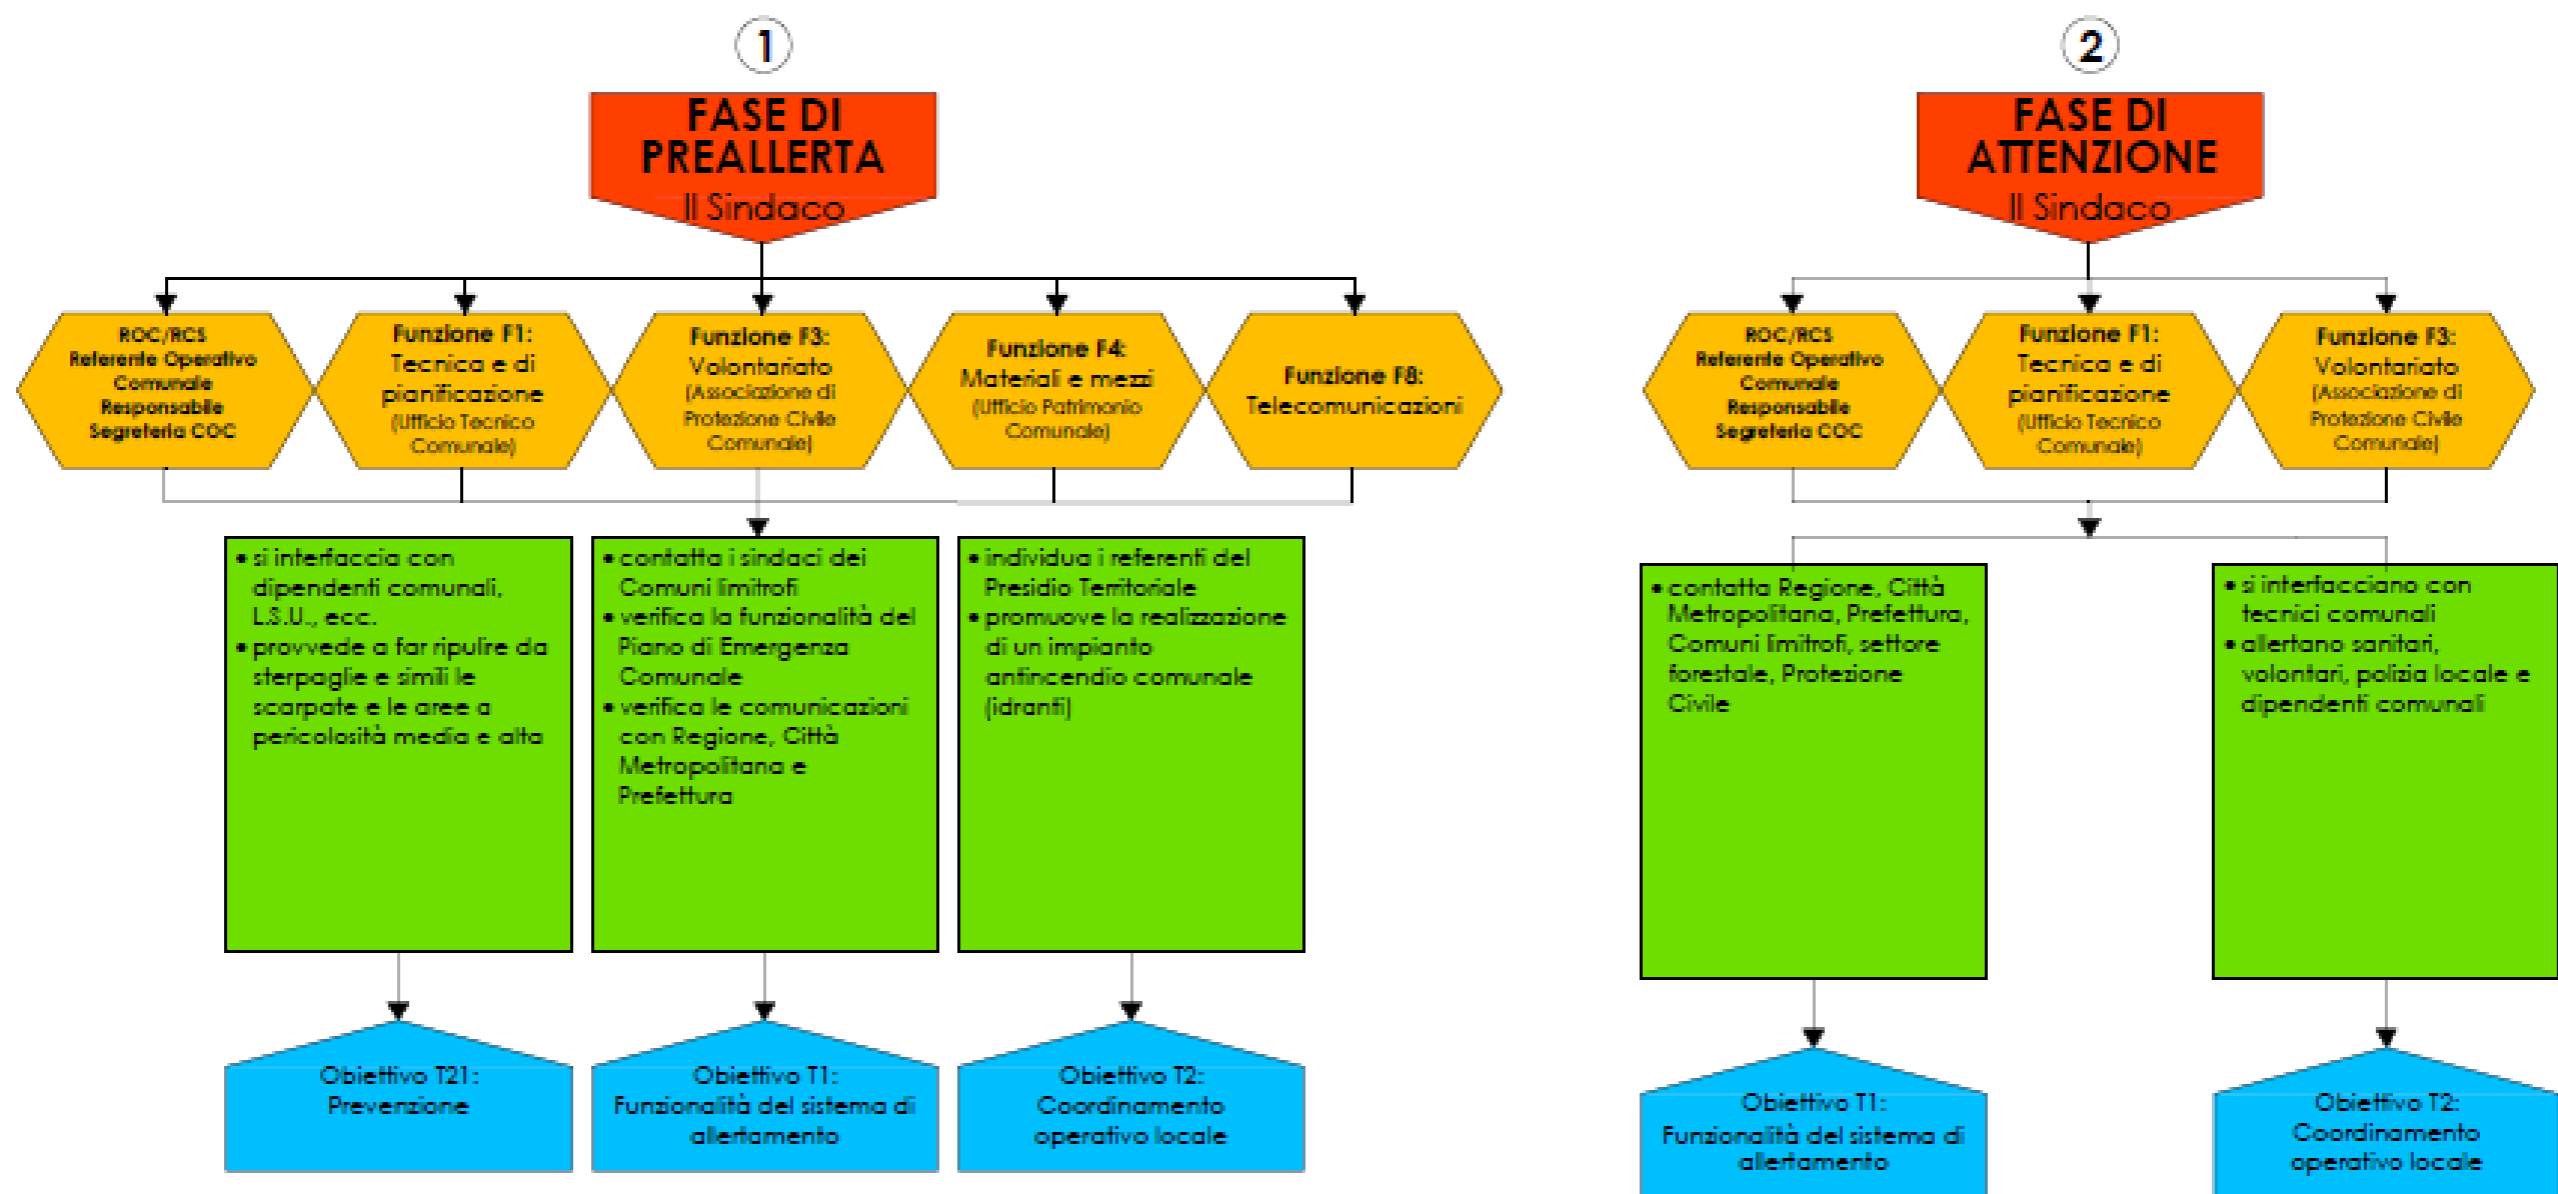 1
FASE DI
PREALLERTA
Il Sindaco
ROC/RCS
Referente Operativo
Comunale
Responsabile
Segreteria COC
Funzione F1:
Tecnica e di
pianificazione
(Ufficio Tecnico
Comunale)
Funzione F3:
Volontariato
(Associazione di
Protezione Civile
Comunale)
Funzione F4:
Materiali e mezzi
(Ufficio Patrimonio
Comunale)
Funzione F8:
Telecomunicazioni
• si interfaccia con
dipendenti comunali,
L.S.U., ecc.
• provvede a far ripulire da
sterpaglie e simili le
scarpate e le aree a
pericolosità media e alta
• contatta i sindaci dei
Comuni limitrofi
• verifica la funzionalità del
Piano di Emergenza
Comunale
• verifica le comunicazioni
con Regione, Città
Metropolitana e
Prefettura
• individua i referenti del
Presidio Territoriale
• promuove la realizzazione
di un impianto
antincendio comunale
(idranti)
Obiettivo T21:
Prevenzione
Obiettivo T1:
Funzionalità del sistema di
allertamento
Obiettivo T2:
Coordinamento
operativo locale
2
FASE DI
ATTENZIONE
Il Sindaco
ROC/RCS
Referente Operativo
Comunale
Responsabile
Segreteria COC
Funzione F1:
Tecnica e di
pianificazione
(Ufficio Tecnico
Comunale)
Funzione F3:
Volontariato
(Associazione di
Protezione Civile
Comunale)
• contatta Regione, Città
Metropolitana, Prefettura,
Comuni limitrofi, settore
forestale, Protezione
Civile
• si interfacciano con
tecnici comunali
• allertano sanitari,
volontari, polizia locale e
dipendenti comunali
Obiettivo T1:
Funzionalità del sistema di
allertamento
Obiettivo T2:
Coordinamento
operativo locale